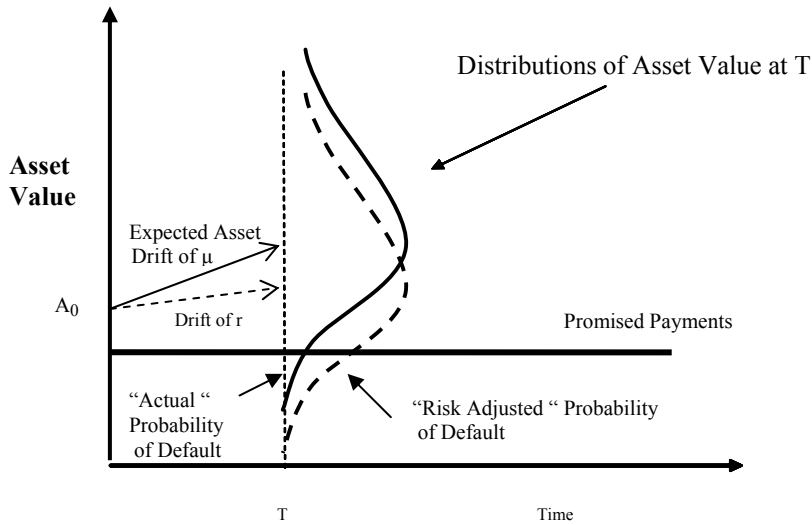 Distributions of Asset Value at T
Asset
Value
Expected Asset
Drift of μ
A0
Drift of r
Promised Payments
“Actual “
Probability
of Default
“Risk Adjusted “ Probability
of Default
T
Time